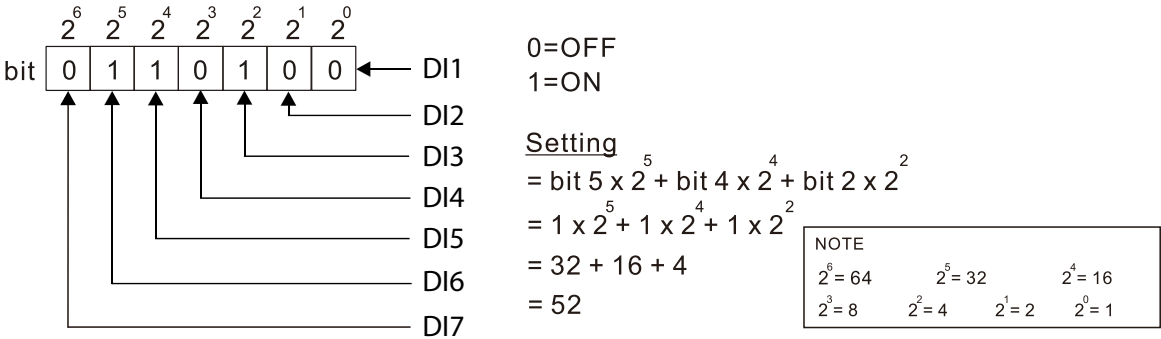 2⁶ 2⁵ 2⁴ 2³ 2² 2¹ 2⁰
bit 0 1 1 0 1 0 0 DI1
DI2
DI3
DI4
DI5
DI6
DI7
0=OFF
1=ON
Setting
= bit 5 x 2⁵ + bit 4 x 2⁴ + bit 2 x 2²
= 1 x 2⁵ + 1 x 2⁴ + 1 x 2²
= 32 + 16 + 4
= 52
NOTE
2⁶ = 64 2⁵ = 32 2⁴ = 16
2³ = 8 2² = 4 2¹ = 2 2⁰ = 1